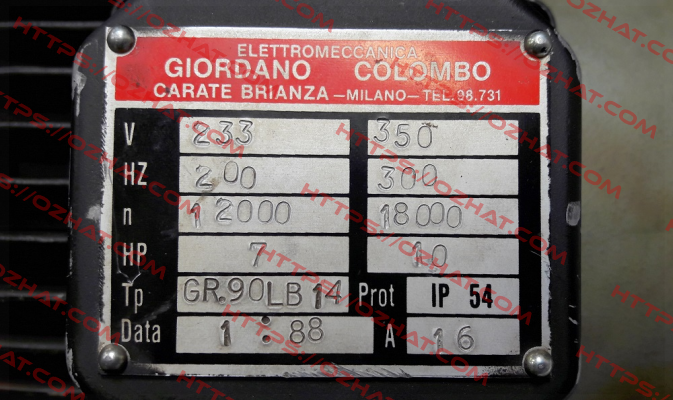 ELETTROMECCANICA
GIORDANO COLOMBO
CARATE BRIANZA — MILANO — TEL. 98.731
V 233 350
HZ 200 300
n 12000 18000
HP 7 10
Tp GR.90LB14 Prot IP 54
Data 1:88 A 16
HTTPS://OZHAT.COM